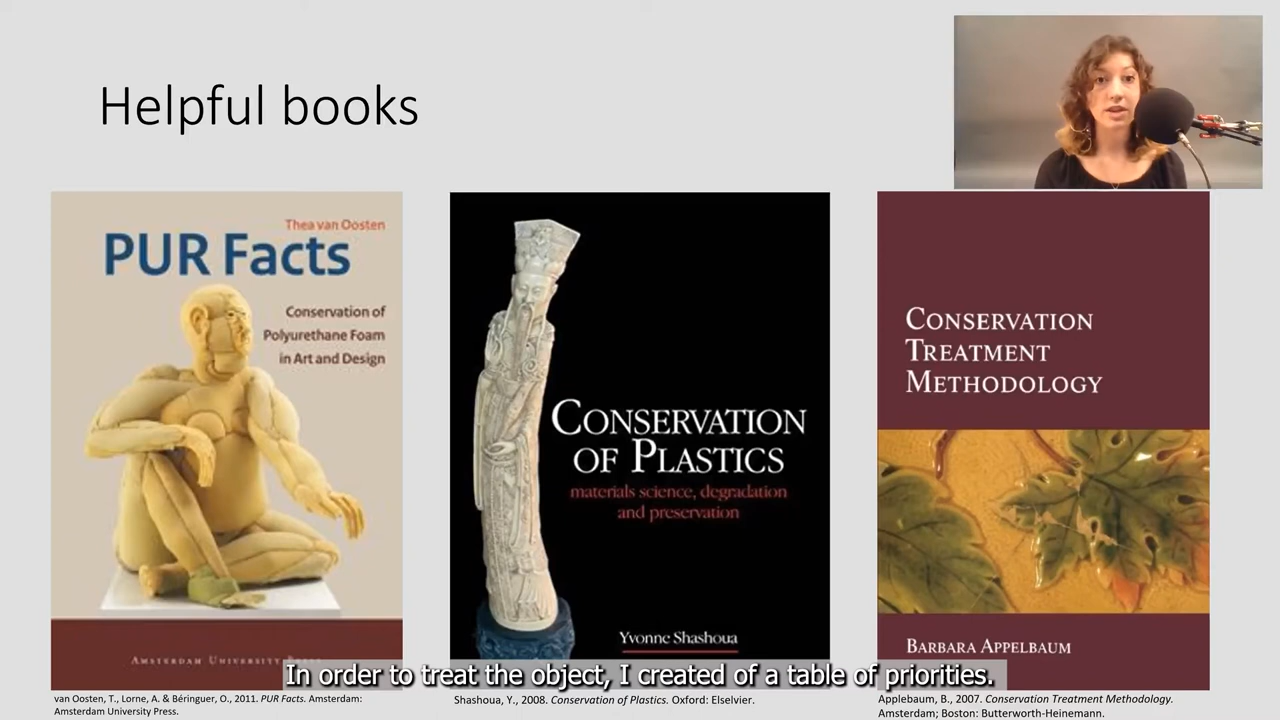 Helpful books
Thea van Oosten
PUR Facts
Conservation of
Polyurethane Foam
in Art and Design
AMSTERDAM UNIVERSITY PRESS
CONSERVATION
OF PLASTICS
materials science, degradation
and preservation
Yvonne Shashoua
CONSERVATION
TREATMENT
METHODOLOGY
BARBARA APPELBAUM
In order to treat the object, I created of a table of priorities.
van Oosten, T., Lorne, A. & Béringuer, O., 2011. PUR Facts. Amsterdam:
Amsterdam University Press.
Shashoua, Y., 2008. Conservation of Plastics. Oxford: Elselvier.
Applebaum, B., 2007. Conservation Treatment Methodology.
Amsterdam; Boston: Butterworth-Heinemann.